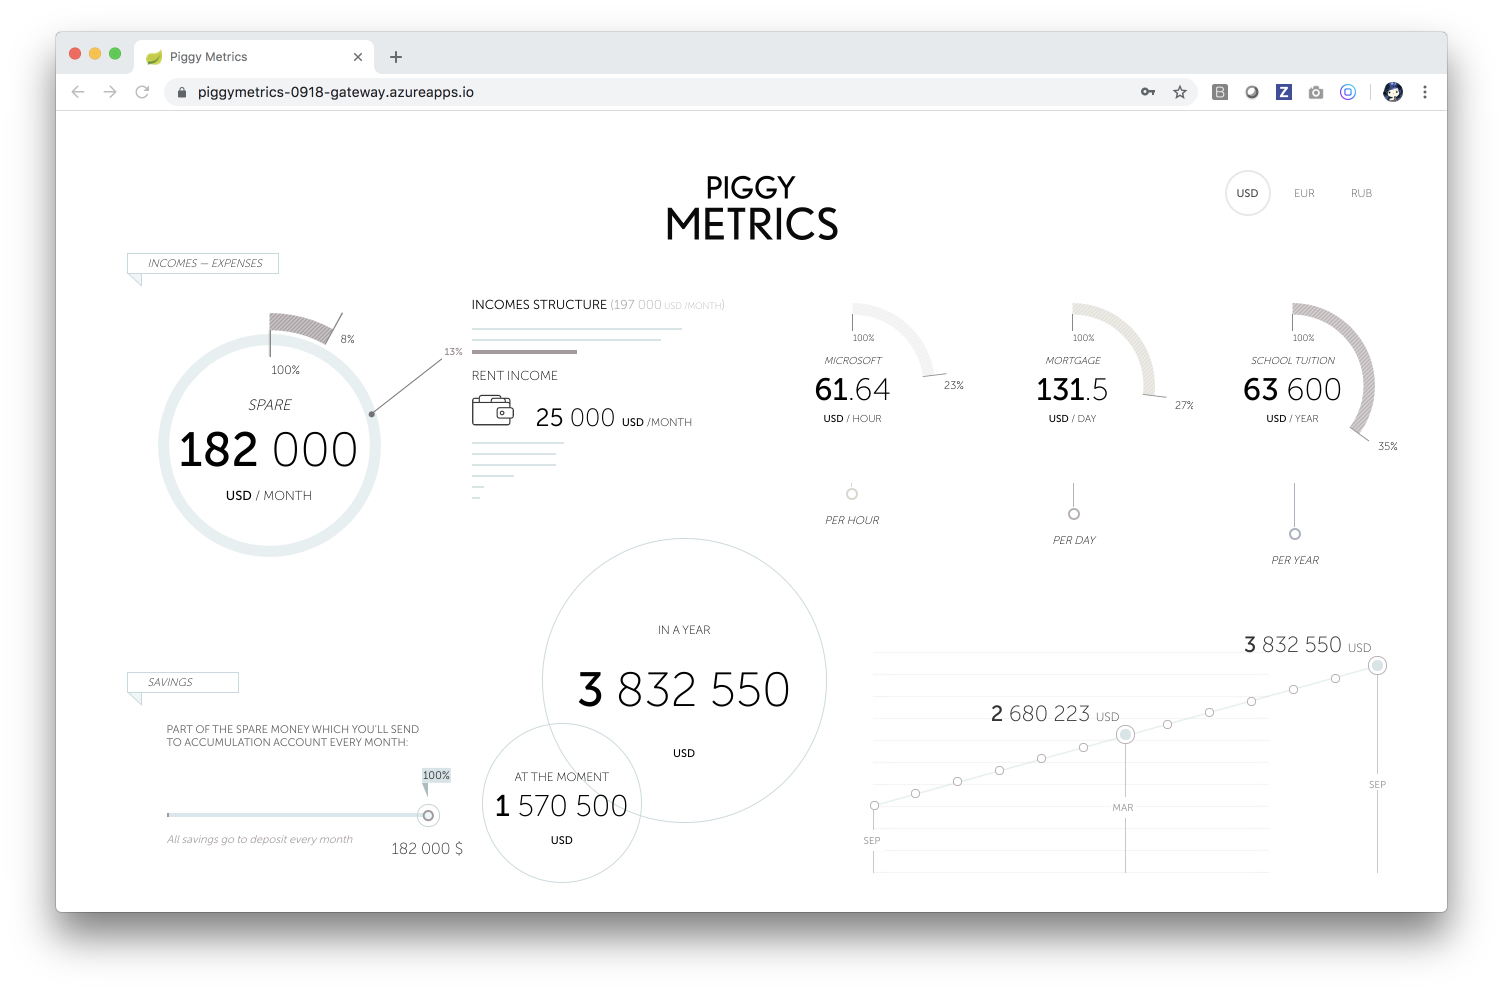 Piggy Metrics
piggymetrics-0918-gateway.azureapps.io
PIGGY
METRICS
USD EUR RUB
INCOMES — EXPENSES
8%
100%
13%
SPARE
182 000
USD / MONTH
INCOMES STRUCTURE (197 000 USD /MONTH)
RENT INCOME
25 000 USD /MONTH
100%
MICROSOFT
61.64
23%
USD / HOUR
100%
MORTGAGE
131.5
27%
USD / DAY
100%
SCHOOL TUITION
63 600
USD / YEAR
35%
PER HOUR
PER DAY
PER YEAR
SAVINGS
PART OF THE SPARE MONEY WHICH YOU'LL SEND
TO ACCUMULATION ACCOUNT EVERY MONTH:
100%
All savings go to deposit every month
182 000 $
IN A YEAR
3 832 550
USD
AT THE MOMENT
1 570 500
USD
3 832 550 USD
2 680 223 USD
SEP
MAR
SEP